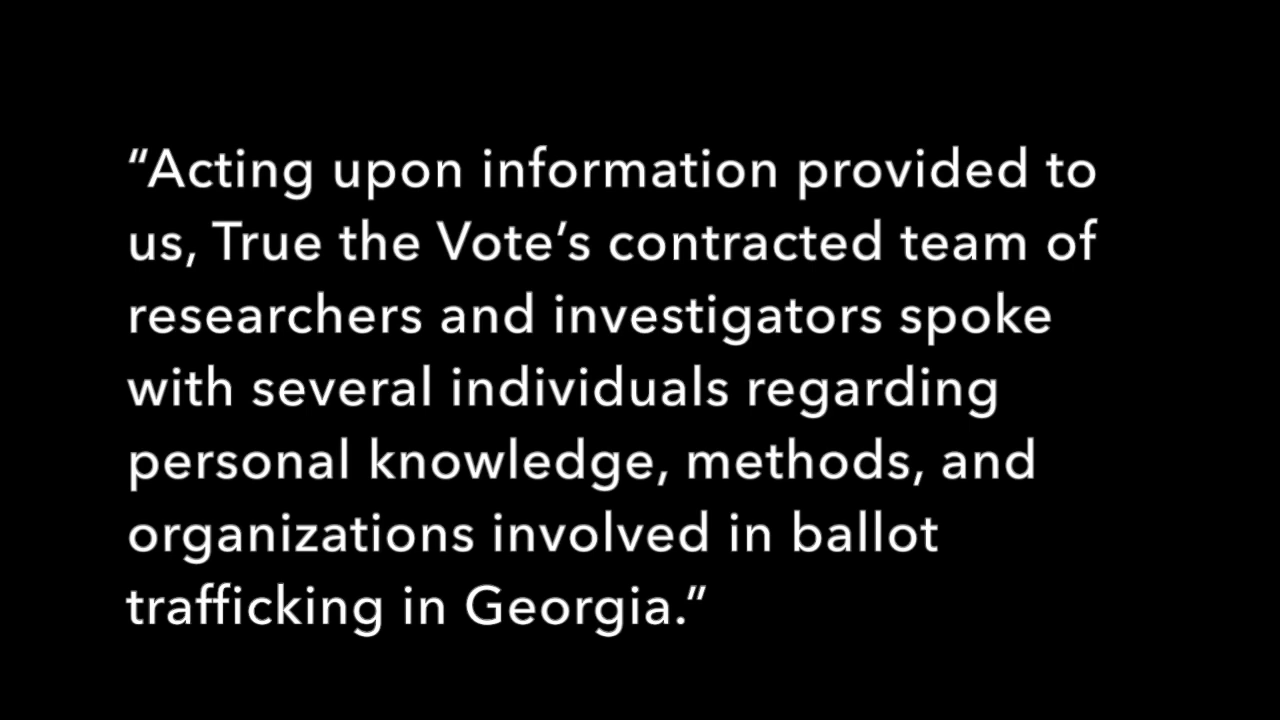 “Acting upon information provided to
us, True the Vote’s contracted team of
researchers and investigators spoke
with several individuals regarding
personal knowledge, methods, and
organizations involved in ballot
trafficking in Georgia.”